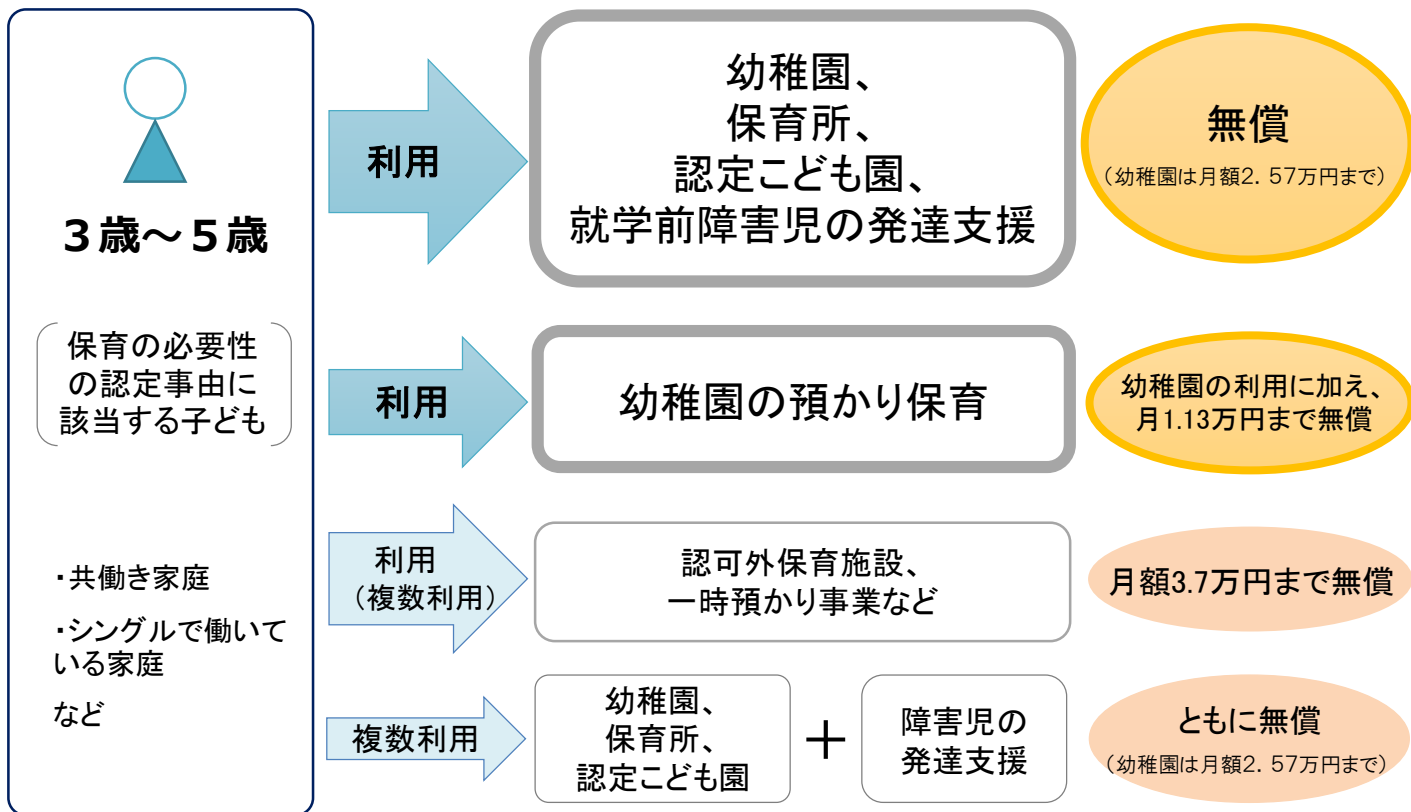 ３歳～５歳
保育の必要性
の認定事由に
該当する子ども
・共働き家庭
・シングルで働いて
いる家庭
など
利用
幼稚園、
保育所、
認定こども園、
就学前障害児の発達支援
無償
（幼稚園は月額2．57万円まで）
利用
幼稚園の預かり保育
幼稚園の利用に加え、
月1.13万円まで無償
利用
（複数利用）
認可外保育施設、
一時預かり事業など
月額3.7万円まで無償
複数利用
幼稚園、
保育所、
認定こども園
＋
障害児の
発達支援
ともに無償
（幼稚園は月額2．57万円まで）